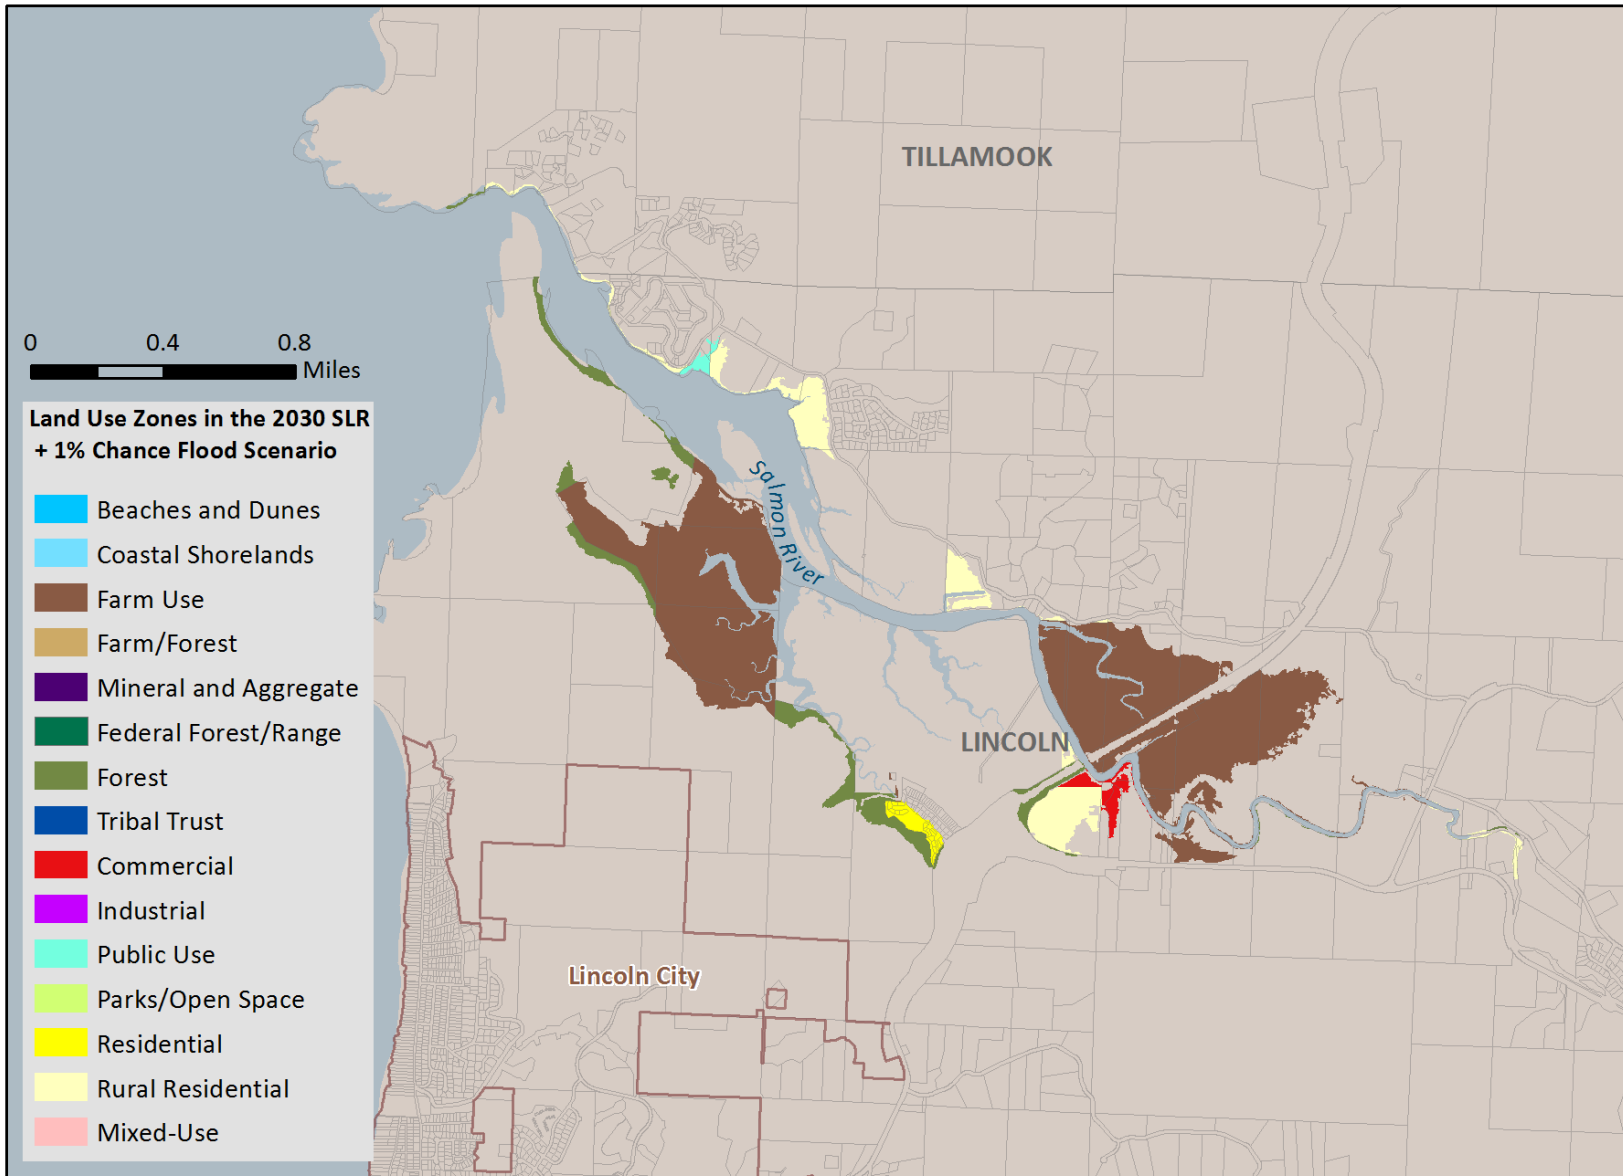 TILLAMOOK
0 0.4 0.8
Miles
Land Use Zones in the 2030 SLR
+ 1% Chance Flood Scenario
Beaches and Dunes
Coastal Shorelands
Farm Use
Farm/Forest
Mineral and Aggregate
Federal Forest/Range
Forest
Tribal Trust
Commercial
Industrial
Public Use
Parks/Open Space
Residential
Rural Residential
Mixed-Use
Salmon River
LINCOLN
Lincoln City